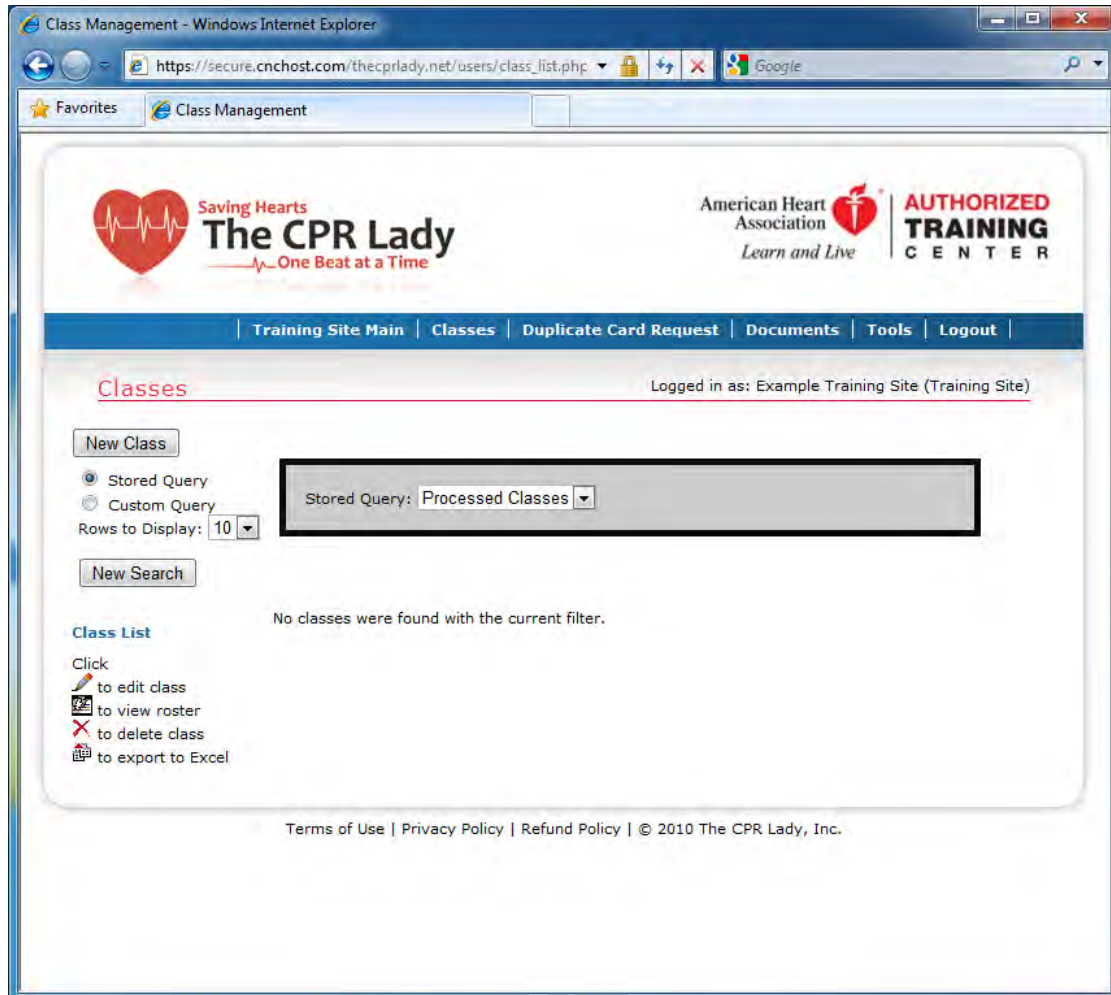 Class Management - Windows Internet Explorer
https://secure.cnchost.com/thecprlady.net/users/class_list.php
Google
Favorites
Class Management
Saving Hearts
The CPR Lady
One Beat at a Time
American Heart
Association
Learn and Live
AUTHORIZED
TRAINING
CENTER
Training Site Main | Classes | Duplicate Card Request | Documents | Tools | Logout |
Classes
Logged in as: Example Training Site (Training Site)
New Class
Stored Query
Custom Query
Rows to Display: 10
New Search
Stored Query: Processed Classes
No classes were found with the current filter.
Class List
Click
to edit class
to view roster
to delete class
to export to Excel
Terms of Use | Privacy Policy | Refund Policy | © 2010 The CPR Lady, Inc.